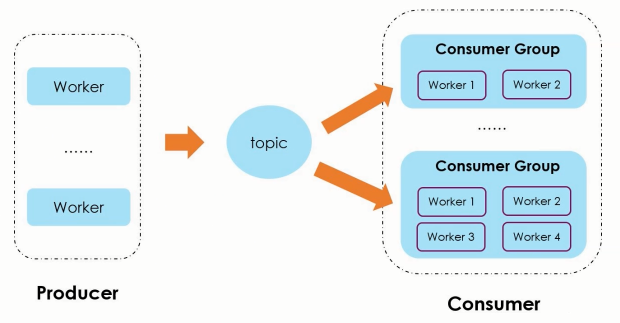 Worker
......
Worker
Producer
topic
Consumer Group
Worker 1 Worker 2
......
Consumer Group
Worker 1 Worker 2
Worker 3 Worker 4
Consumer